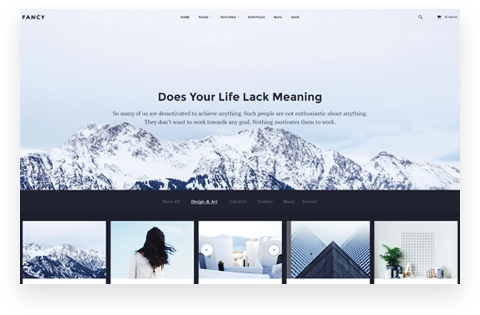 FANCY
HOME PAGES FEATURES PORTFOLIO BLOG SHOP
Does Your Life Lack Meaning
So many of us are demotivated to achieve anything. Such people are not enthusiastic about anything.
They don't want to work towards any goal. Nothing motivates them to work.
Show All Design & Art Lifestyle Culture Music Interior